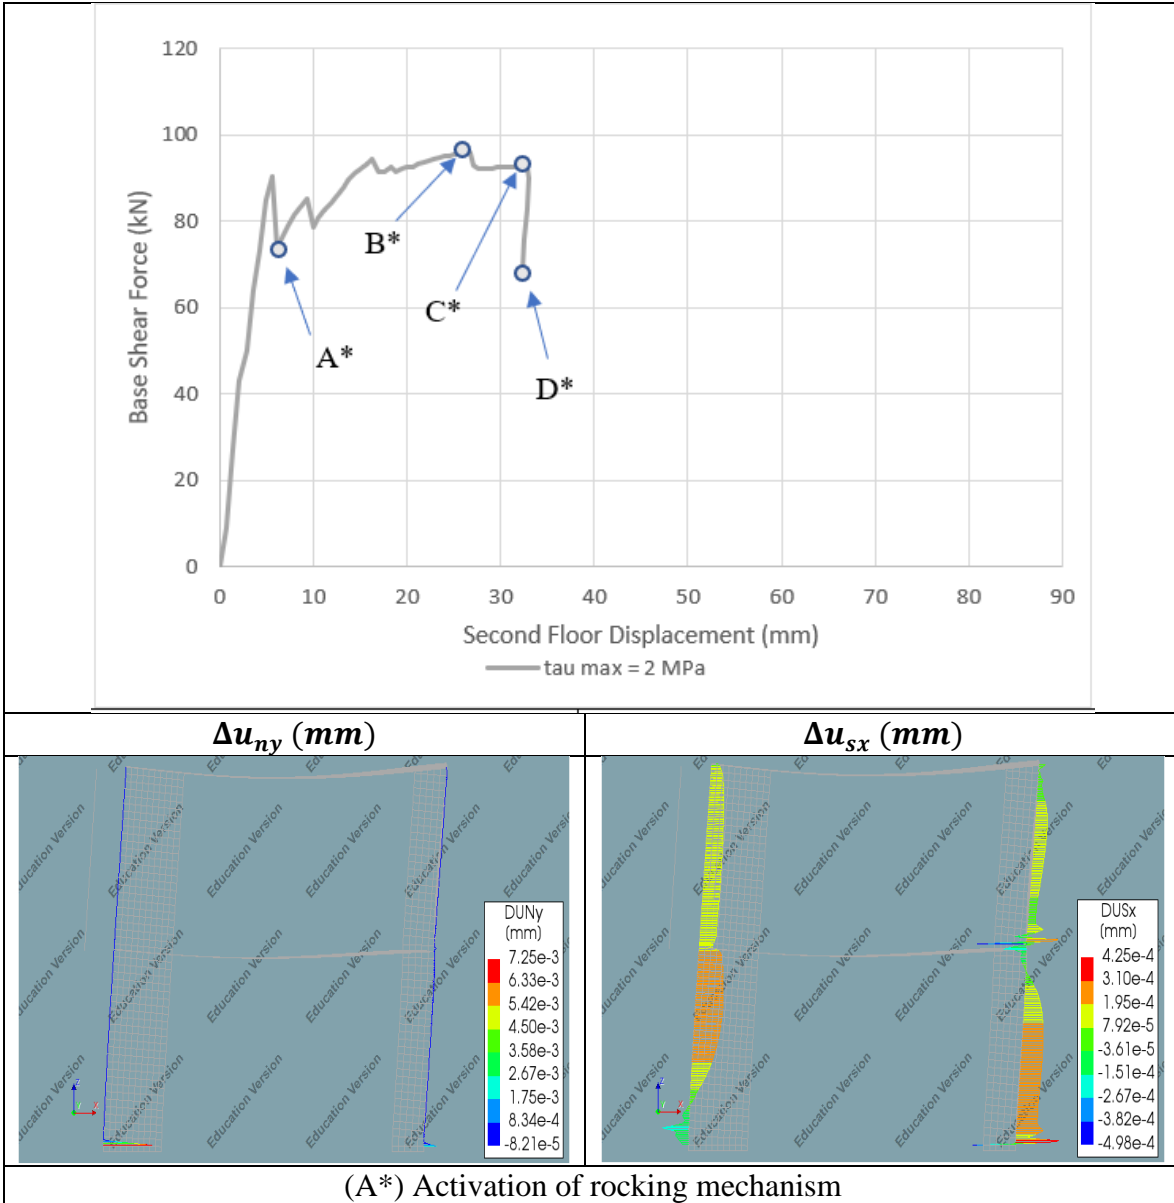 120
100
80
60
40
20
0
Base Shear Force (kN)
A*
B*
C*
D*
0 10 20 30 40 50 60 70 80 90
Second Floor Displacement (mm)
tau max = 2 MPa
Δu_ny (mm)
Δu_sx (mm)
Education Version
DUNy
(mm)
7.25e-3
6.33e-3
5.42e-3
4.50e-3
3.58e-3
2.67e-3
1.75e-3
8.34e-4
-8.21e-5
Z
Y X
Education Version
DUSx
(mm)
4.25e-4
3.10e-4
1.95e-4
7.92e-5
-3.61e-5
-1.51e-4
-2.67e-4
-3.82e-4
-4.98e-4
Z
Y X
(A*) Activation of rocking mechanism